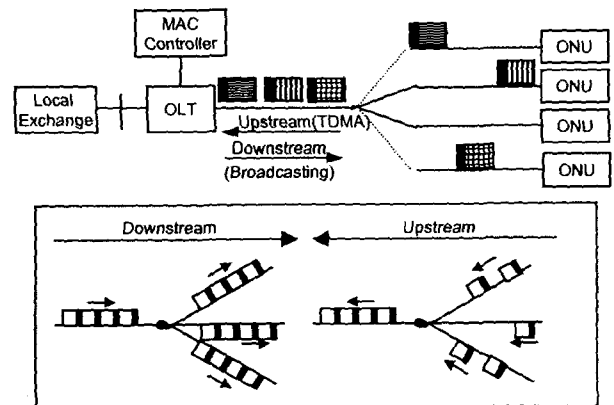 MAC
Controller
Local
Exchange
OLT
Upstream(TDMA)
Downstream
(Broadcasting)
ONU
ONU
ONU
ONU
Downstream
Upstream